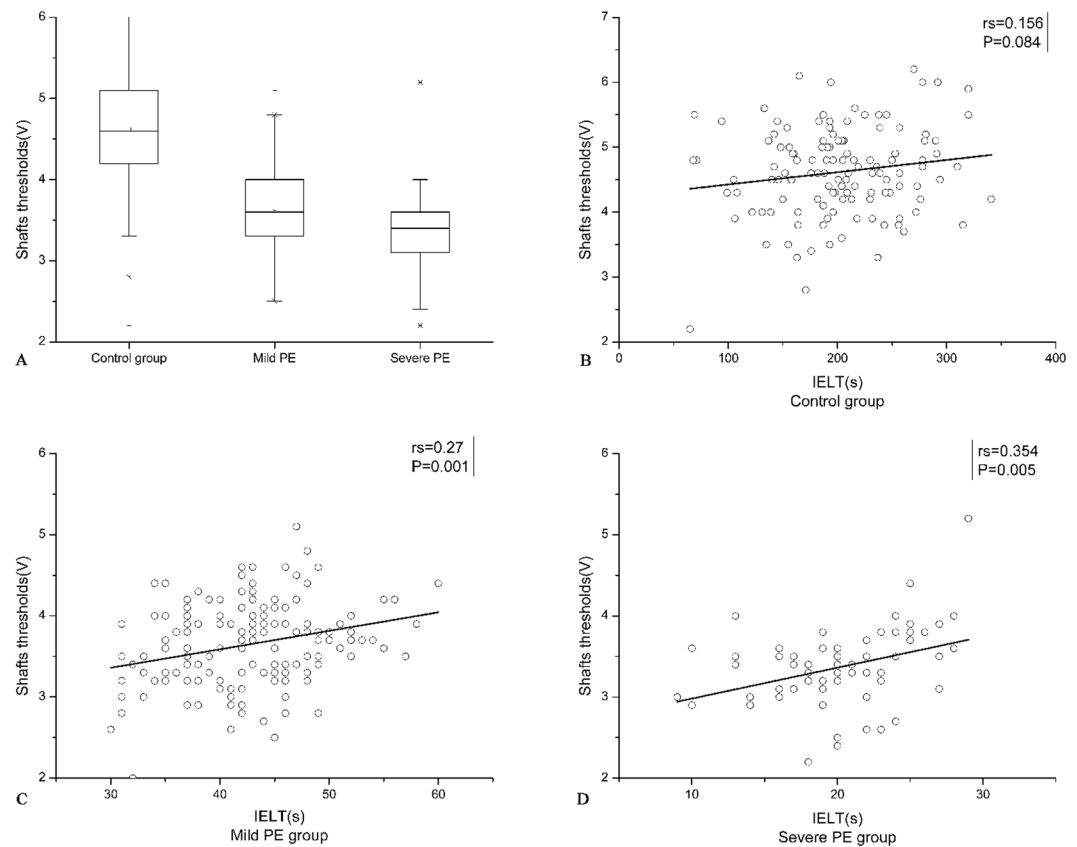 6
5
4
3
2
Shafts thresholds(V)
Control group
Mild PE
Severe PE
A
rs=0.156
P=0.084
7
6
5
4
3
2
Shafts thresholds(V)
0
100
200
300
400
IELT(s)
Control group
B
rs=0.27
P=0.001
6
5
4
3
2
Shafts thresholds(V)
30
40
50
60
IELT(s)
Mild PE group
C
rs=0.354
P=0.005
6
5
4
3
2
Shafts thresholds(V)
10
20
30
IELT(s)
Severe PE group
D